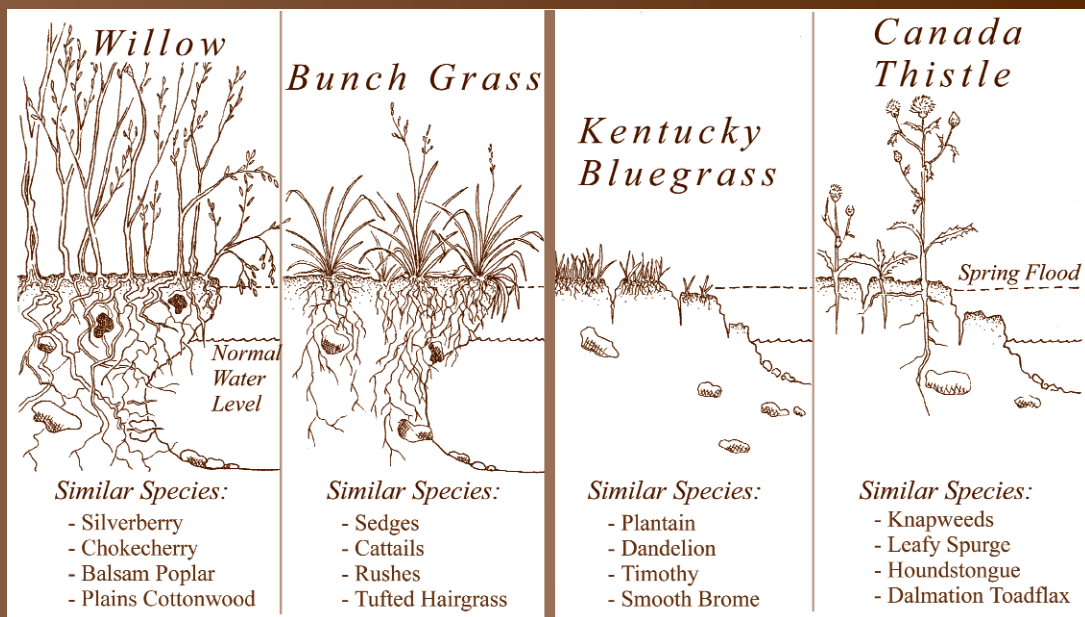 Willow
Normal
Water
Level
Similar Species:
- Silverberry
- Chokecherry
- Balsam Poplar
- Plains Cottonwood
Bunch Grass
Similar Species:
- Sedges
- Cattails
- Rushes
- Tufted Hairgrass
Kentucky
Bluegrass
Similar Species:
- Plantain
- Dandelion
- Timothy
- Smooth Brome
Canada
Thistle
Spring Flood
Similar Species:
- Knapweeds
- Leafy Spurge
- Houndstongue
- Dalmation Toadflax